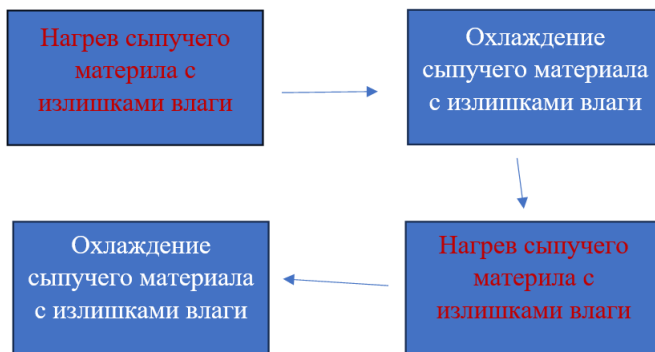 Нагрев сыпучего
материла с
излишками влаги
Охлаждение
сыпучего материала
с излишками влаги
Охлаждение
сыпучего материала
с излишками влаги
Нагрев сыпучего
материла с
излишками влаги